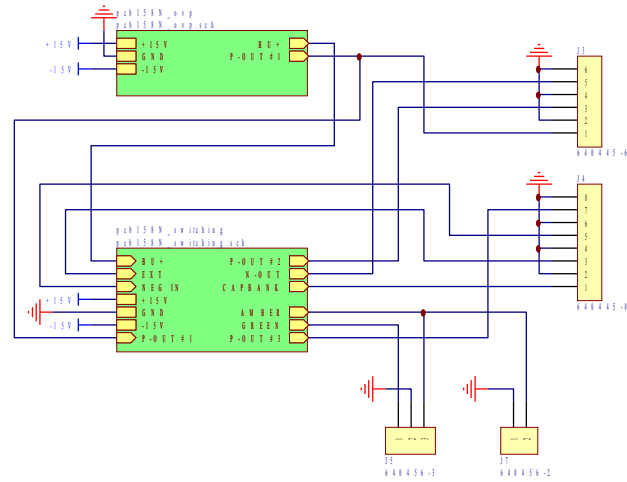 pcb158N_ovp
pcb158N_ovp.sch
+15V
-15V
+15V
GND
-15V
BU+
P-OUT#1
J3
6
5
4
3
2
1
640445-6
J4
8
7
6
5
4
3
2
1
640445-8
pcb158N_switching
pcb158N_switching.sch
+15V
-15V
BU+
EXT
NEG IN
+15V
GND
-15V
P-OUT#1
P-OUT#2
N-OUT
CAPBANK
AMBER
GREEN
P-OUT#3
J5
640456-3
J7
640456-2